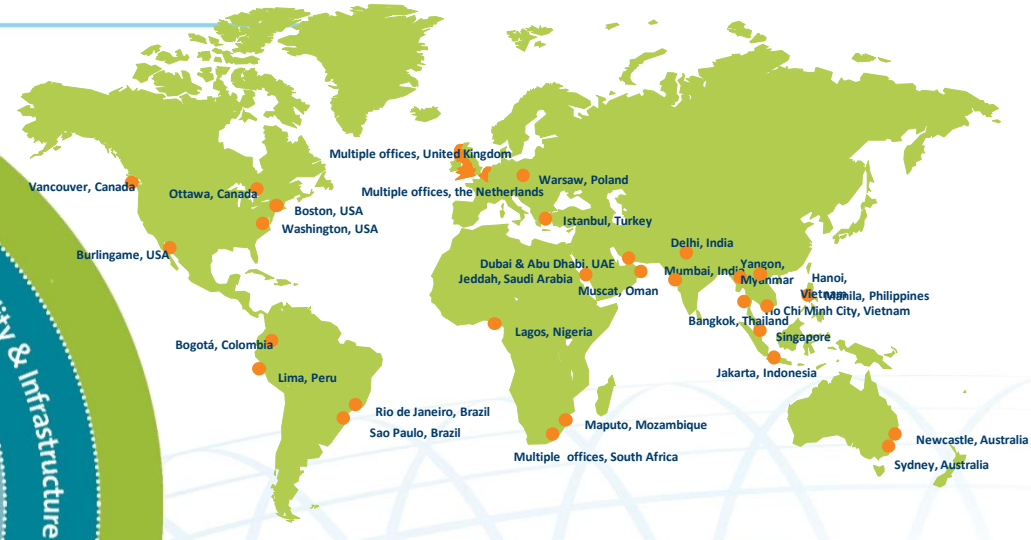 Multiple offices, United Kingdom
Vancouver, Canada
Ottawa, Canada
Multiple offices, the Netherlands
Warsaw, Poland
Boston, USA
Washington, USA
Istanbul, Turkey
Burlingame, USA
Delhi, India
Dubai & Abu Dhabi. UAE
Jeddah, Saudi Arabia
Muscat, Oman
Mumbai, India
Yangon,
Myanmar
Hanoi,
Vietnam
Manila, Philippines
Ho Chi Minh City, Vietnam
Bangkok, Thailand
Singapore
Lagos, Nigeria
Bogotá, Colombia
Jakarta, Indonesia
Lima, Peru
Rio de Janeiro, Brazil
Sao Paulo, Brazil
Maputo, Mozambique
Multiple offices, South Africa
Newcastle, Australia
Sydney, Australia
& Infrastructure